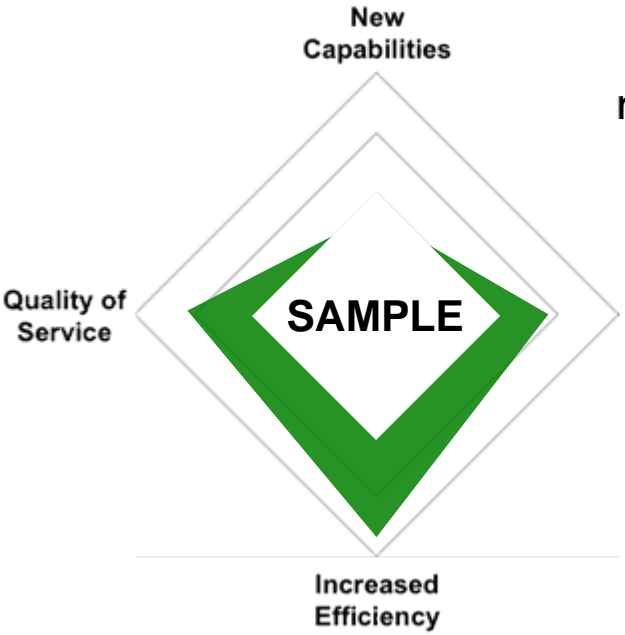 New
Capabilities
Quality of
Service
SAMPLE
Increased
Efficiency